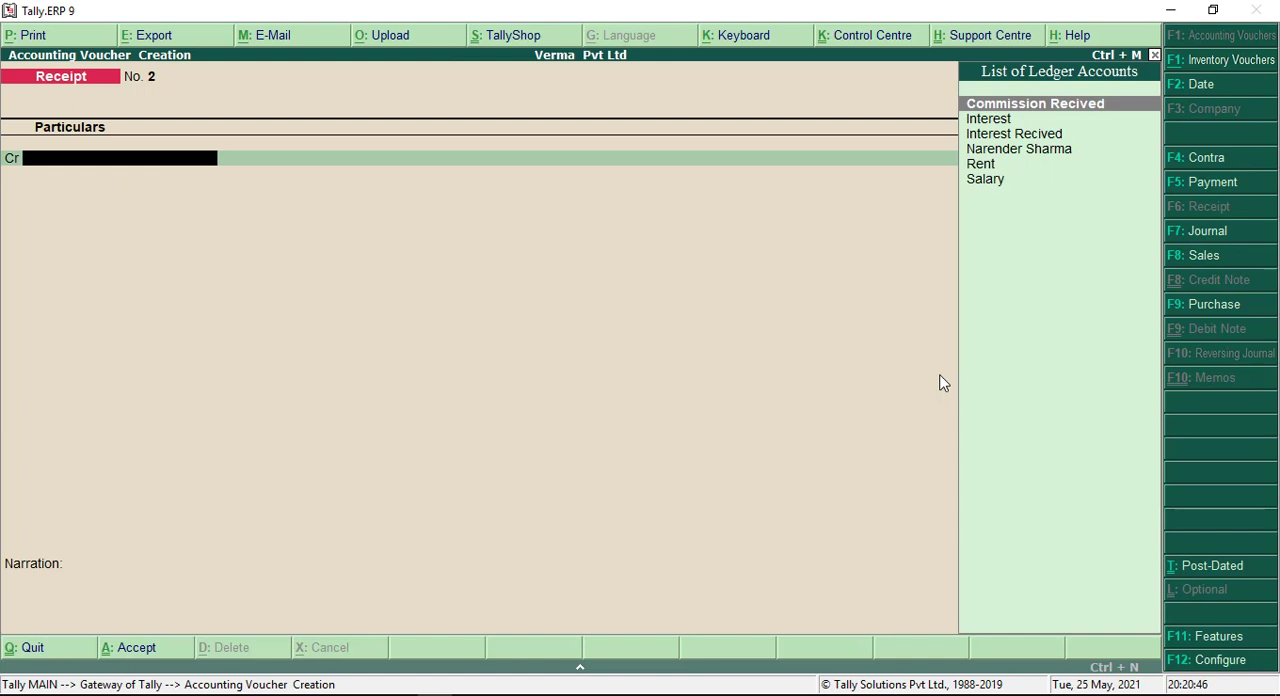 Tally.ERP 9
P: Print E: Export M: E-Mail O: Upload S: TallyShop G: Language K: Keyboard K: Control Centre H: Support Centre H: Help
Accounting Voucher Creation Verma Pvt Ltd Ctrl + M
Receipt No. 2
Particulars
Cr
Narration:
List of Ledger Accounts
Commission Recived
Interest
Interest Recived
Narender Sharma
Rent
Salary
F1: Accounting Vouchers
F1: Inventory Vouchers
F2: Date
F3: Company
F4: Contra
F5: Payment
F6: Receipt
F7: Journal
F8: Sales
F8: Credit Note
F9: Purchase
F9: Debit Note
F10: Reversing Journal
F10: Memos
T: Post-Dated
L: Optional
F11: Features
F12: Configure
Q: Quit A: Accept D: Delete X: Cancel
Ctrl + N
Tally MAIN --> Gateway of Tally --> Accounting Voucher Creation © Tally Solutions Pvt Ltd., 1988-2019 Tue, 25 May, 2021 20:20:46